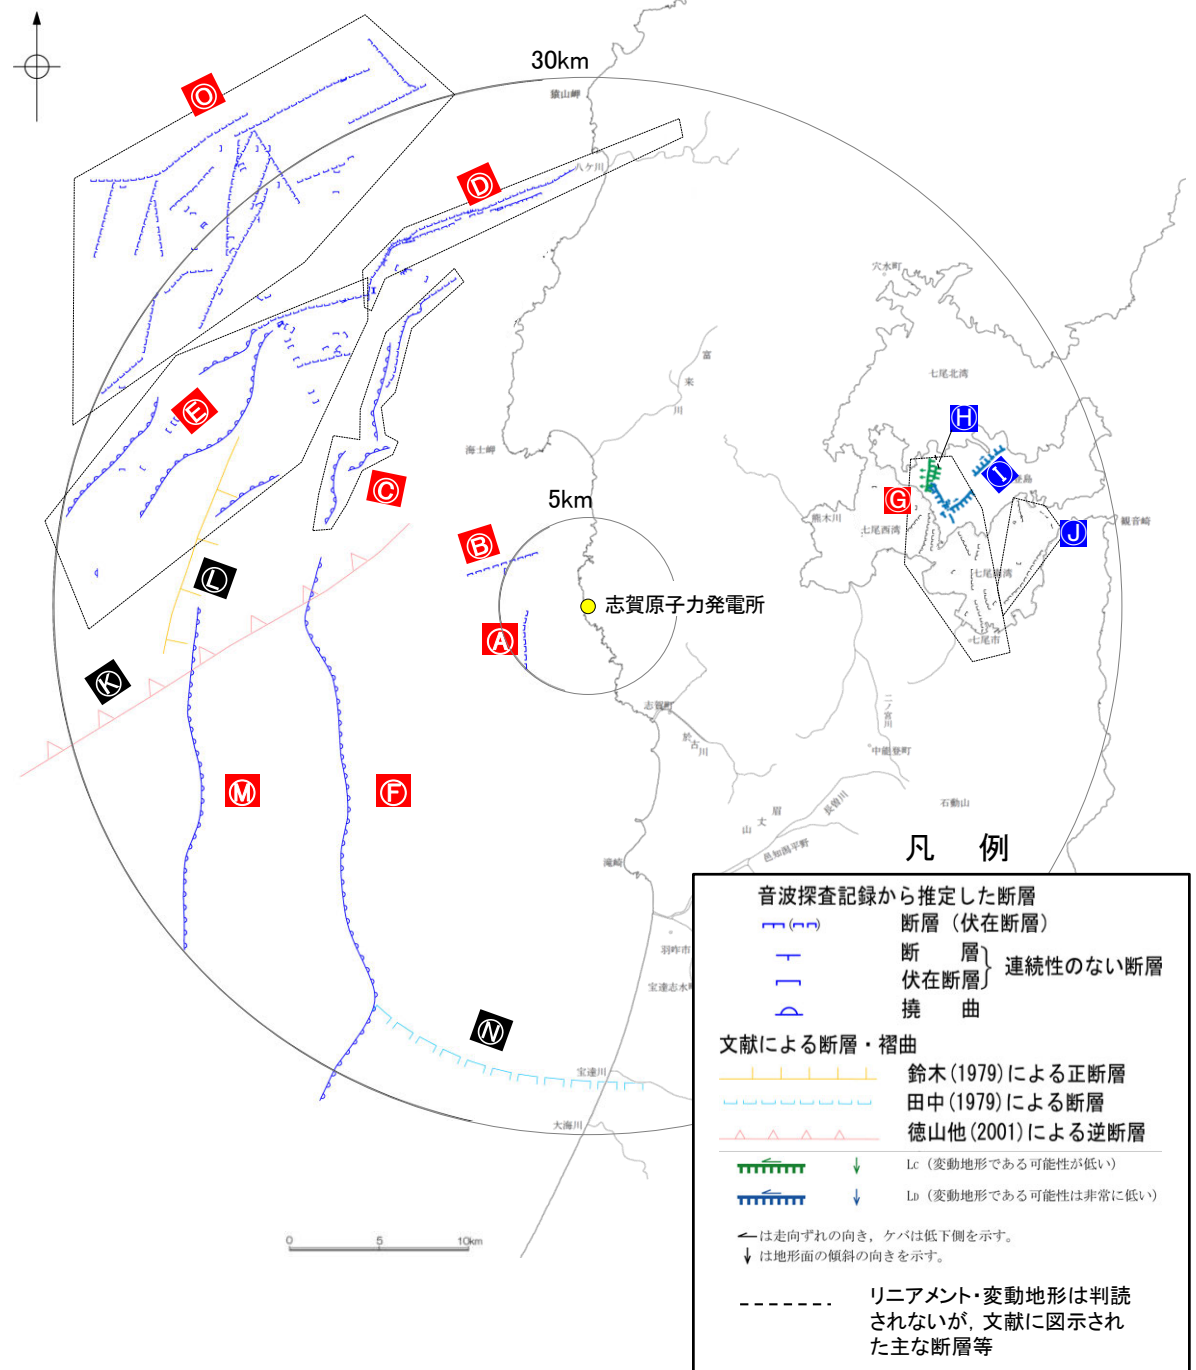 30km
猿山岬
Ⓞ
八ケ川
Ⓓ
穴水町
富
来
川
七尾北湾
Ⓔ
Ⓗ
海士岬
Ⓒ
Ⓘ
能登島
Ⓖ
5km
熊木川
観音崎
七尾西湾
Ⓙ
Ⓑ
Ⓛ
七尾南湾
志賀原子力発電所
Ⓐ
七尾市
Ⓚ
志賀町
二ノ宮川
於古川
中能登町
Ⓜ
Ⓕ
眉
丈
山
長曽川
石動山
邑知潟平野
滝崎
凡 例
羽咋市
宝達志水町
Ⓝ
宝達川
大海川
0 5 10km
音波探査記録から推定した断層
断層（伏在断層）
断 層
伏在断層
連続性のない断層
撓 曲
文献による断層・褶曲
鈴木(1979)による正断層
田中(1979)による断層
徳山他(2001)による逆断層
LC（変動地形である可能性が低い）
LD（変動地形である可能性は非常に低い）
は走向ずれの向き，ケバは低下側を示す。
は地形面の傾斜の向きを示す。
リニアメント・変動地形は判読
されないが，文献に図示され
た主な断層等